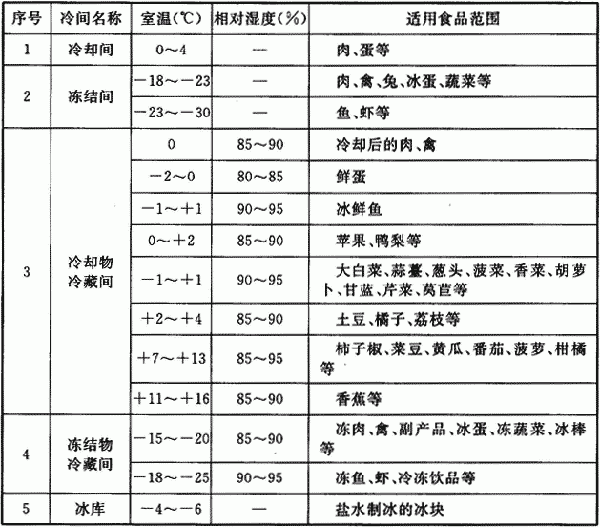 序号 冷间名称 室温(℃) 相对湿度(%) 适用食品范围
1 冷却间 0～4 — 肉、蛋等
2 冻结间 －18～－23 — 肉、禽、兔、冰蛋、蔬菜等
－23～－30 — 鱼、虾等
3 冷却物冷藏间 0 85～90 冷却后的肉、禽
－2～0 80～85 鲜蛋
－1～＋1 90～95 冰鲜鱼
0～＋2 85～90 苹果、鸭梨等
－1～＋1 90～95 大白菜、蒜薹、葱头、菠菜、香菜、胡萝
卜、甘蓝、芹菜、莴苣等
＋2～＋4 85～90 土豆、橘子、荔枝等
＋7～＋13 85～95 柿子椒、菜豆、黄瓜、番茄、菠萝、柑橘
等
＋11～＋16 85～90 香蕉等
4 冻结物冷藏间 －15～－20 85～90 冻肉、禽、副产品、冰蛋、冻蔬菜、冰棒
等
－18～－25 90～95 冻鱼、虾、冷冻饮品等
5 冰库 －4～－6 — 盐水制冰的冰块